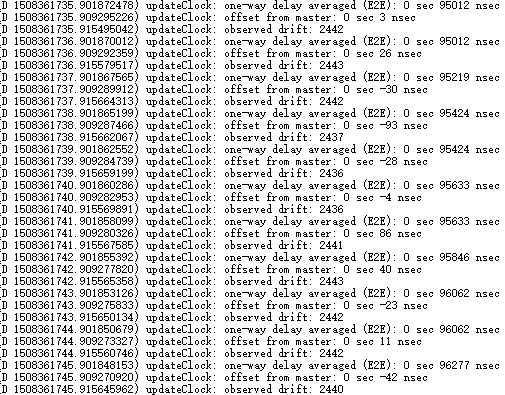 D 1508361735.901872478) updateClock: one-way delay averaged (E2E): 0 sec 95012 nsec
D 1508361735.909295226) updateClock: offset from master: 0 sec 3 nsec
D 1508361735.915495042) updateClock: observed drift: 2442
D 1508361736.901870012) updateClock: one-way delay averaged (E2E): 0 sec 95012 nsec
D 1508361736.909292359) updateClock: offset from master: 0 sec 26 nsec
D 1508361736.915579517) updateClock: observed drift: 2443
D 1508361737.901867565) updateClock: one-way delay averaged (E2E): 0 sec 95219 nsec
D 1508361737.909289912) updateClock: offset from master: 0 sec -30 nsec
D 1508361737.915664313) updateClock: observed drift: 2442
D 1508361738.901865199) updateClock: one-way delay averaged (E2E): 0 sec 95424 nsec
D 1508361738.909287466) updateClock: offset from master: 0 sec -93 nsec
D 1508361738.915662067) updateClock: observed drift: 2437
D 1508361739.901862552) updateClock: one-way delay averaged (E2E): 0 sec 95424 nsec
D 1508361739.909284739) updateClock: offset from master: 0 sec -28 nsec
D 1508361739.915659199) updateClock: observed drift: 2436
D 1508361740.901860286) updateClock: one-way delay averaged (E2E): 0 sec 95633 nsec
D 1508361740.909282953) updateClock: offset from master: 0 sec -4 nsec
D 1508361740.915569891) updateClock: observed drift: 2436
D 1508361741.901858099) updateClock: one-way delay averaged (E2E): 0 sec 95633 nsec
D 1508361741.909280326) updateClock: offset from master: 0 sec 86 nsec
D 1508361741.915567585) updateClock: observed drift: 2441
D 1508361742.901855392) updateClock: one-way delay averaged (E2E): 0 sec 95846 nsec
D 1508361742.909277820) updateClock: offset from master: 0 sec 40 nsec
D 1508361742.915565358) updateClock: observed drift: 2443
D 1508361743.901853126) updateClock: one-way delay averaged (E2E): 0 sec 96062 nsec
D 1508361743.909275833) updateClock: offset from master: 0 sec -23 nsec
D 1508361743.915650134) updateClock: observed drift: 2442
D 1508361744.901850679) updateClock: one-way delay averaged (E2E): 0 sec 96062 nsec
D 1508361744.909273327) updateClock: offset from master: 0 sec 11 nsec
D 1508361744.915560746) updateClock: observed drift: 2442
D 1508361745.901848153) updateClock: one-way delay averaged (E2E): 0 sec 96277 nsec
D 1508361745.909270920) updateClock: offset from master: 0 sec -42 nsec
D 1508361745.915645962) updateClock: observed drift: 2440